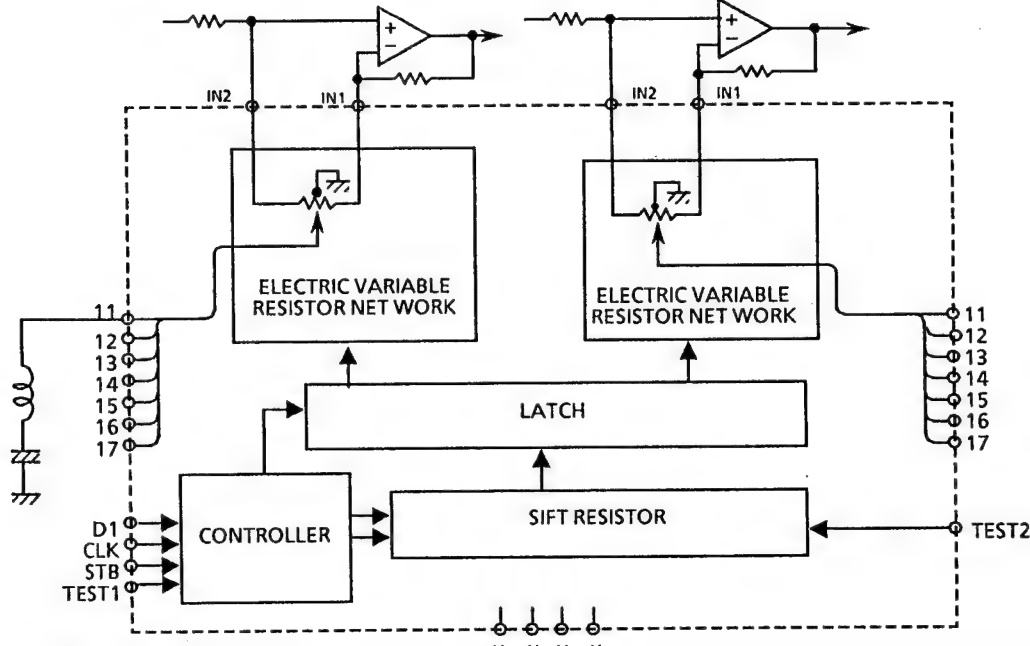 +
−
+
−
IN2
IN1
IN2
IN1
ELECTRIC VARIABLE
RESISTOR NET WORK
ELECTRIC VARIABLE
RESISTOR NET WORK
11
12
13
14
15
16
17
11
12
13
14
15
16
17
LATCH
D1
CLK
STB
TEST1
CONTROLLER
SIFT RESISTOR
TEST2